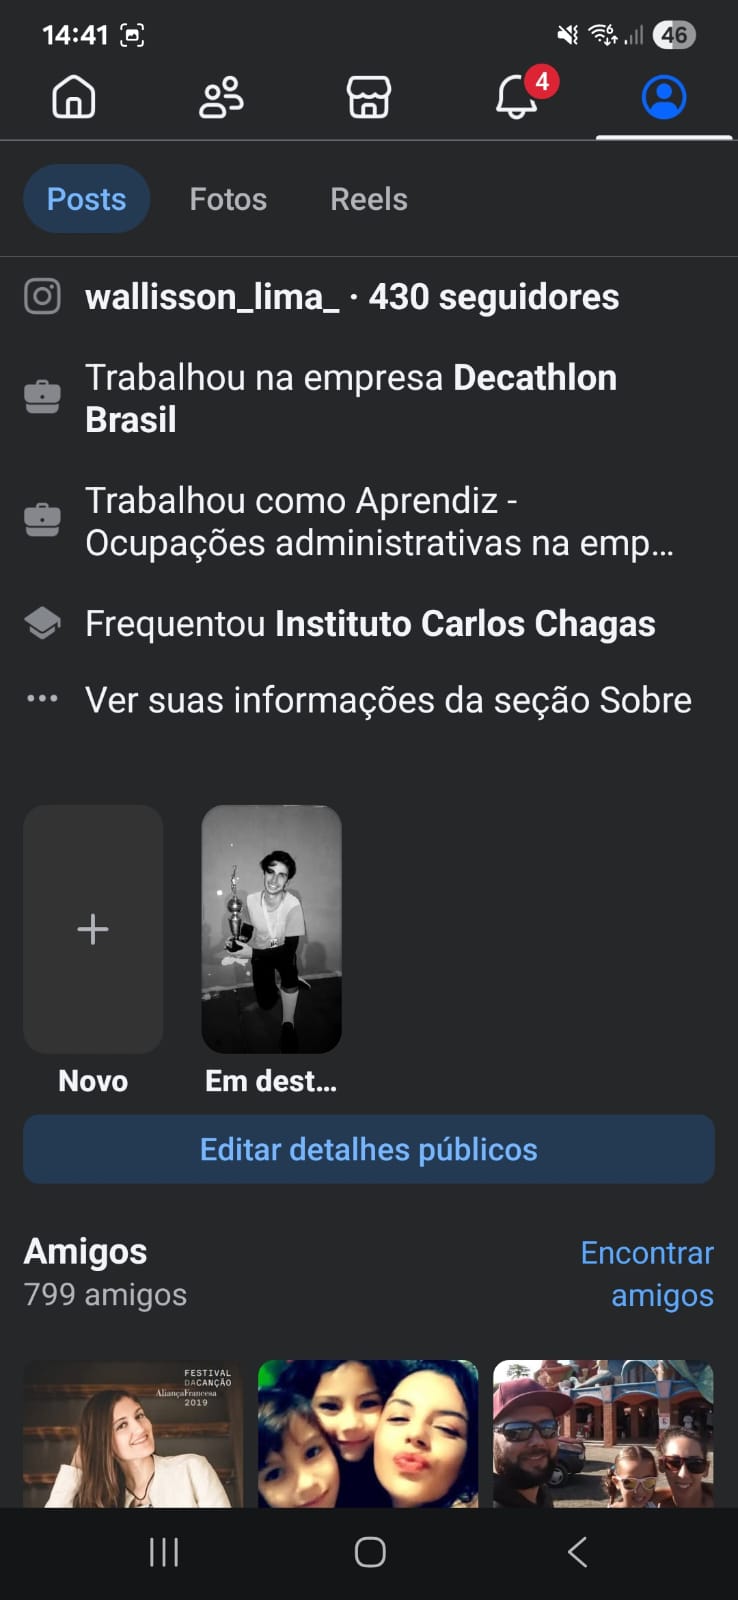 14:41
46
4
Posts
Fotos
Reels
wallisson_lima_ · 430 seguidores
Trabalhou na empresa Decathlon
Brasil
Trabalhou como Aprendiz -
Ocupações administrativas na emp...
Frequentou Instituto Carlos Chagas
Ver suas informações da seção Sobre
Novo
Em dest...
Editar detalhes públicos
Amigos
799 amigos
Encontrar
amigos
FESTIVAL
DACANÇÃO
AliançaFrancesa
2019